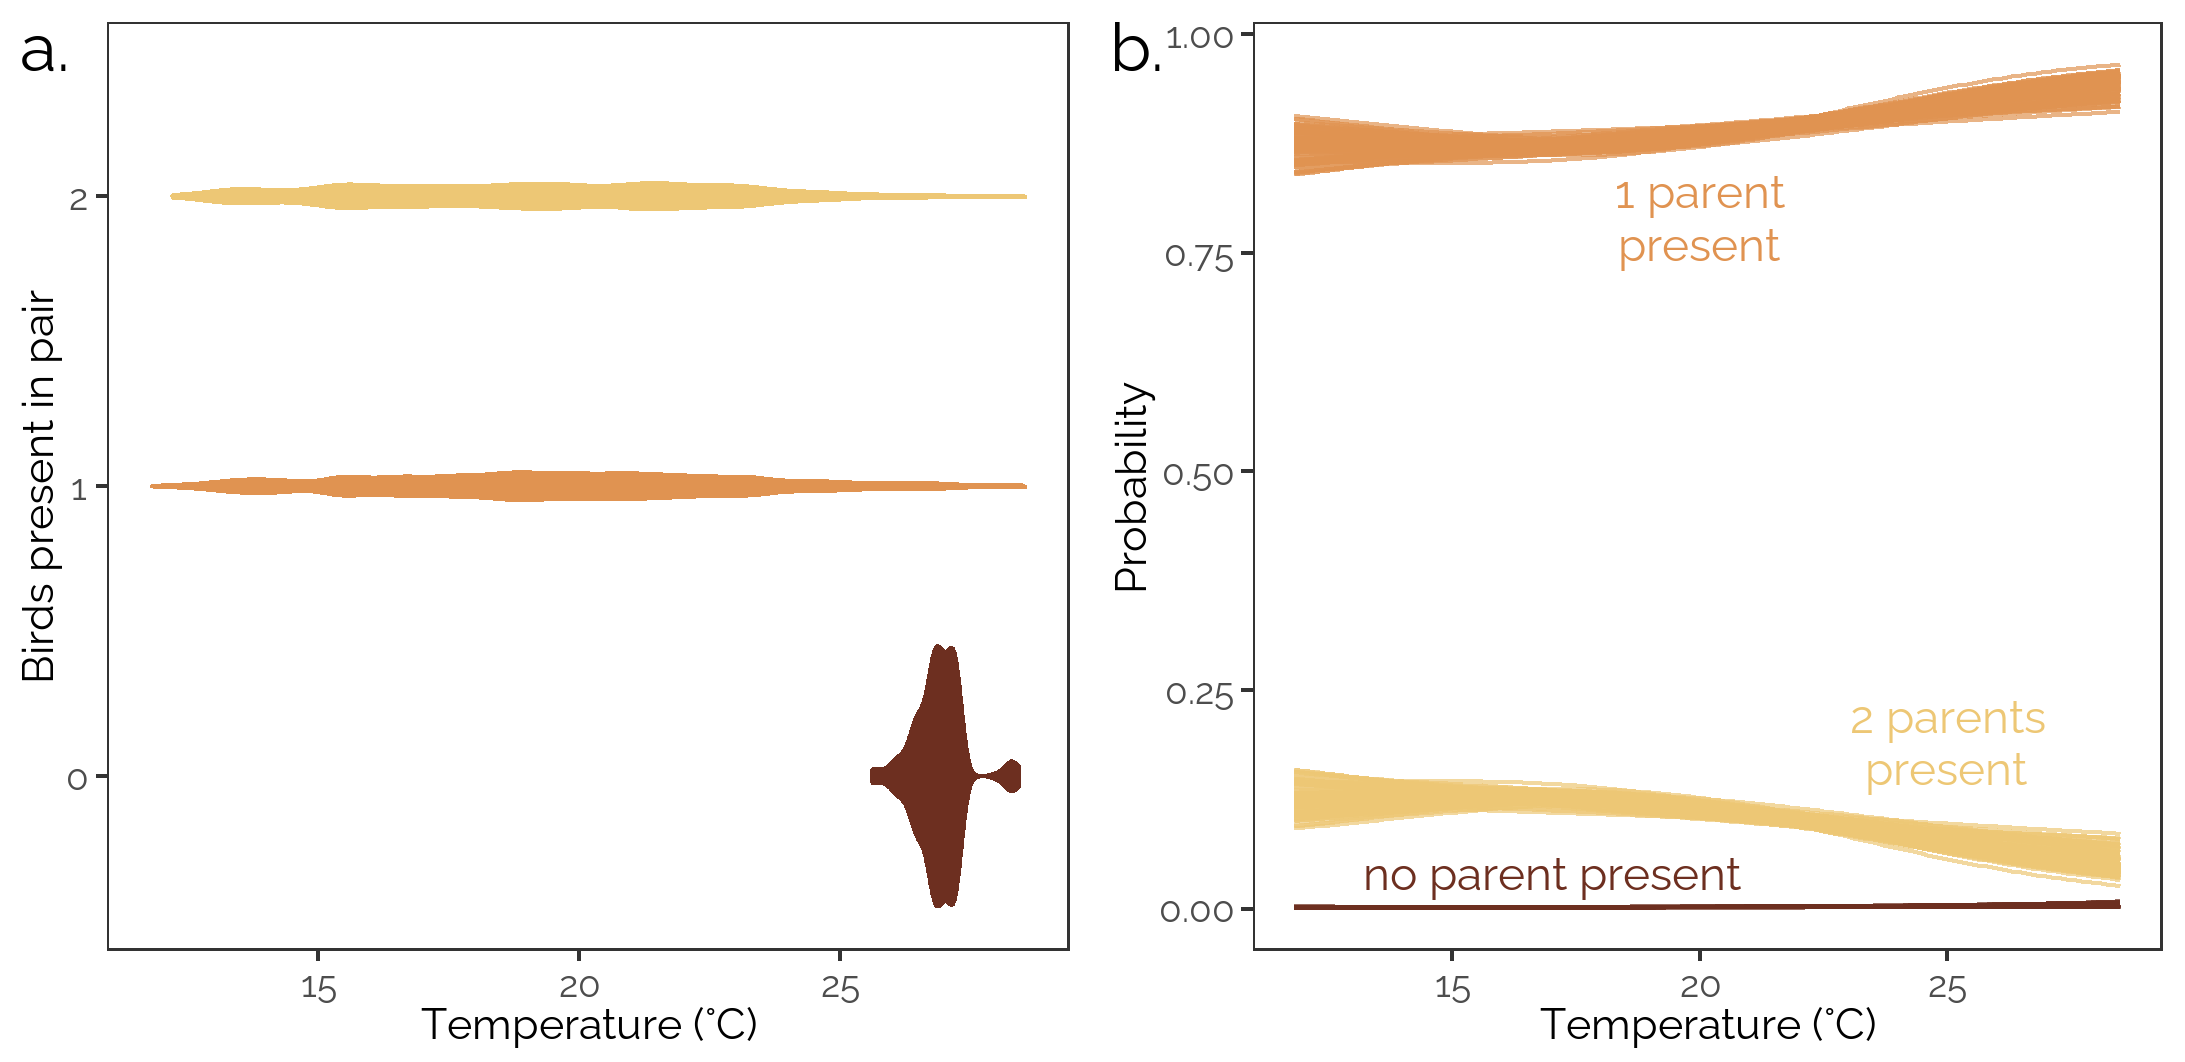 a.
Birds present in pair
2
1
0
15
20
25
Temperature (°C)
b.
Probability
1.00
0.75
0.50
0.25
0.00
1 parent
present
2 parents
present
no parent present
15
20
25
Temperature (°C)